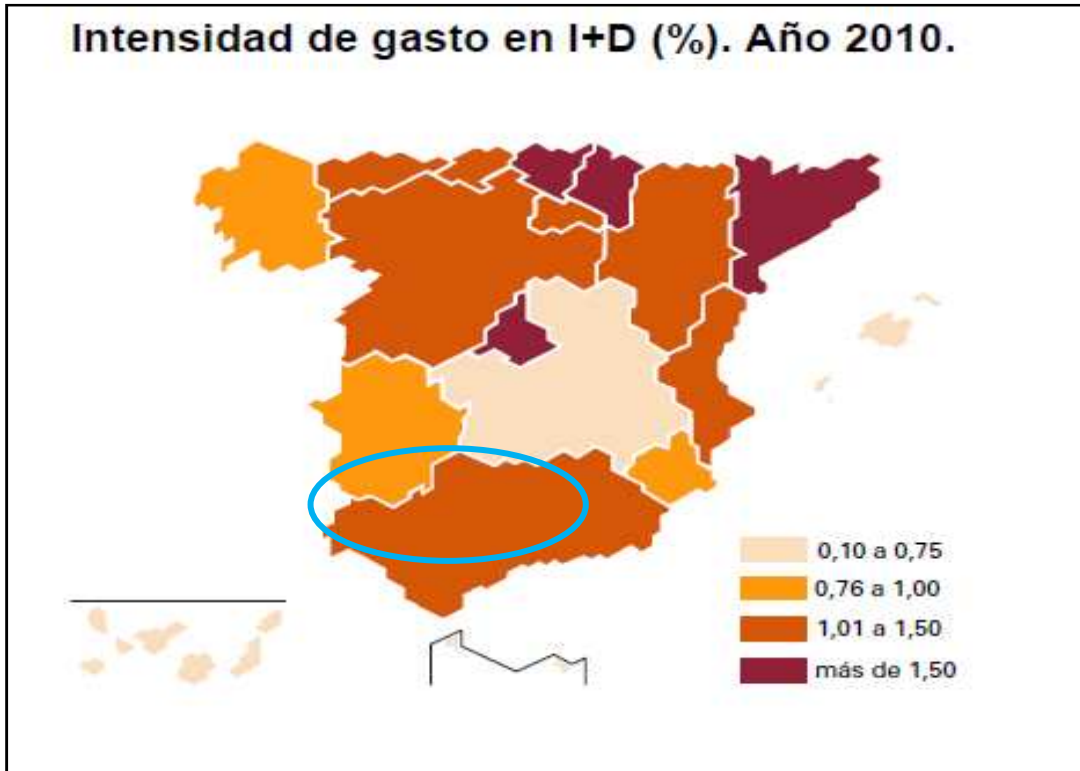 Intensidad de gasto en I+D (%). Año 2010.
0,10 a 0,75
0,76 a 1,00
1,01 a 1,50
más de 1,50